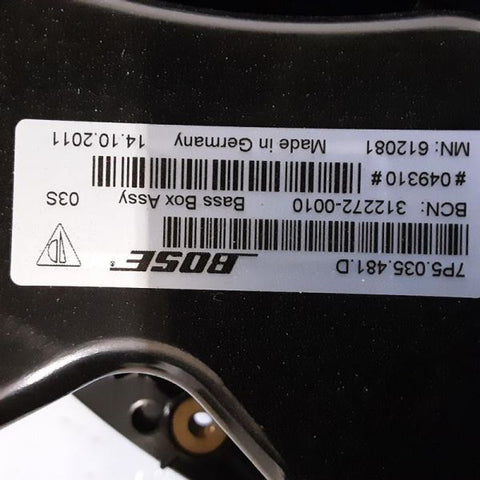 7P5.035.481.D BOSE
BCN: 312272-0010 Bass Box Assy 03S
# 049310 #
MN: 612081 Made in Germany 14.10.2011